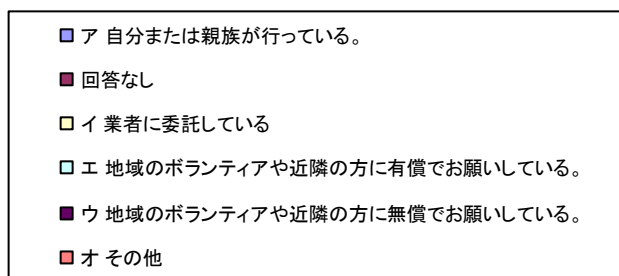 ア 自分または親族が行っている。
回答なし
イ 業者に委託している
エ 地域のボランティアや近隣の方に有償でお願いしている。
ウ 地域のボランティアや近隣の方に無償でお願いしている。
オ その他